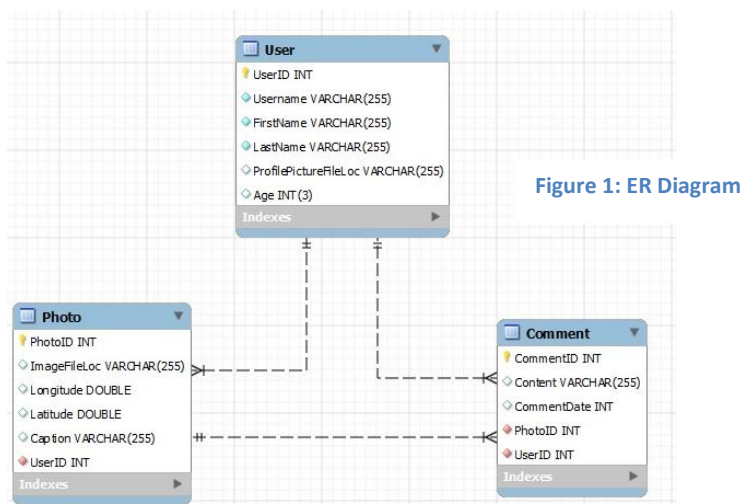 User
UserID INT
Username VARCHAR(255)
FirstName VARCHAR(255)
LastName VARCHAR(255)
ProfilePictureFileLoc VARCHAR(255)
Age INT(3)
Indexes
Figure 1: ER Diagram
Photo
PhotoID INT
ImageFileLoc VARCHAR(255)
Longitude DOUBLE
Latitude DOUBLE
Caption VARCHAR(255)
UserID INT
Indexes
Comment
CommentID INT
Content VARCHAR(255)
CommentDate INT
PhotoID INT
UserID INT
Indexes